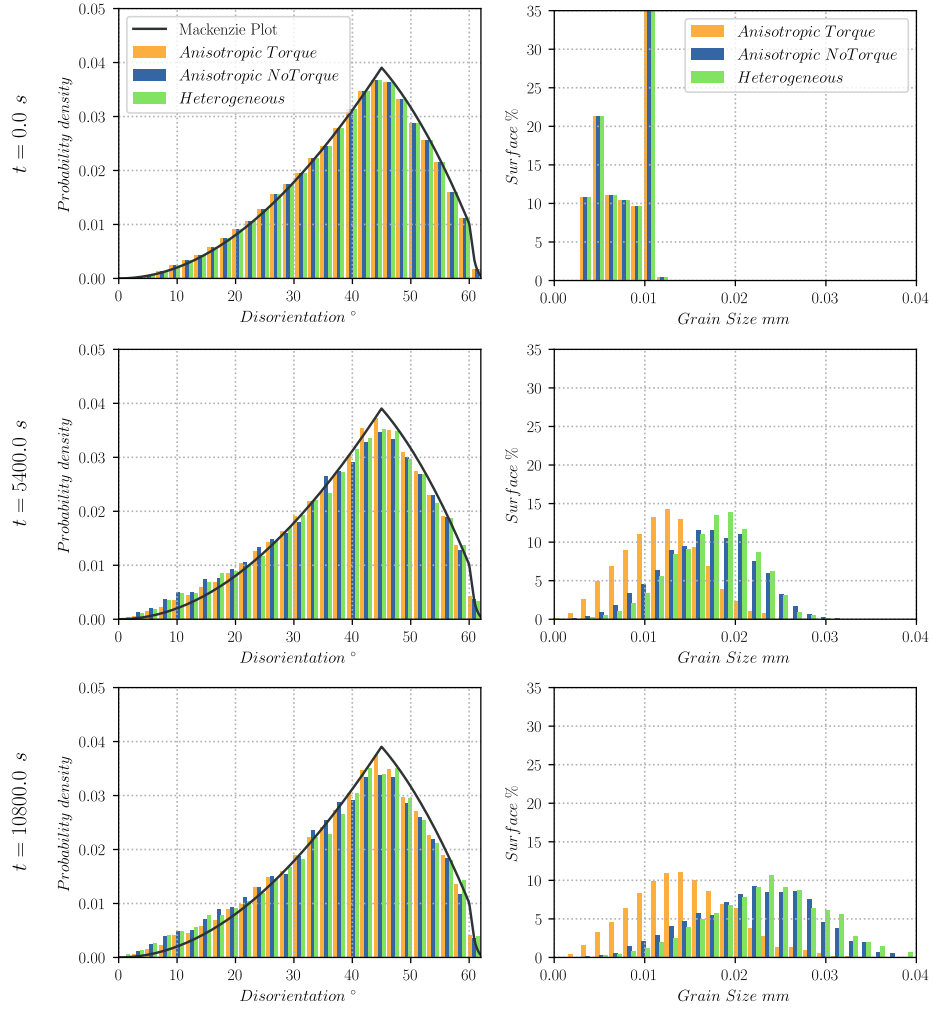 t = 0.0 s
Probability density
0.05
0.04
0.03
0.02
0.01
0.00
Mackenzie Plot
Anisotropic Torque
Anisotropic NoTorque
Heterogeneous
0 10 20 30 40 50 60
Disorientation °
Surface %
35
30
25
20
15
10
5
0
Anisotropic Torque
Anisotropic NoTorque
Heterogeneous
0.00 0.01 0.02 0.03 0.04
Grain Size mm
t = 5400.0 s
Probability density
0.05
0.04
0.03
0.02
0.01
0.00
0 10 20 30 40 50 60
Disorientation °
Surface %
35
30
25
20
15
10
5
0
0.00 0.01 0.02 0.03 0.04
Grain Size mm
t = 10800.0 s
Probability density
0.05
0.04
0.03
0.02
0.01
0.00
0 10 20 30 40 50 60
Disorientation °
Surface %
35
30
25
20
15
10
5
0
0.00 0.01 0.02 0.03 0.04
Grain Size mm